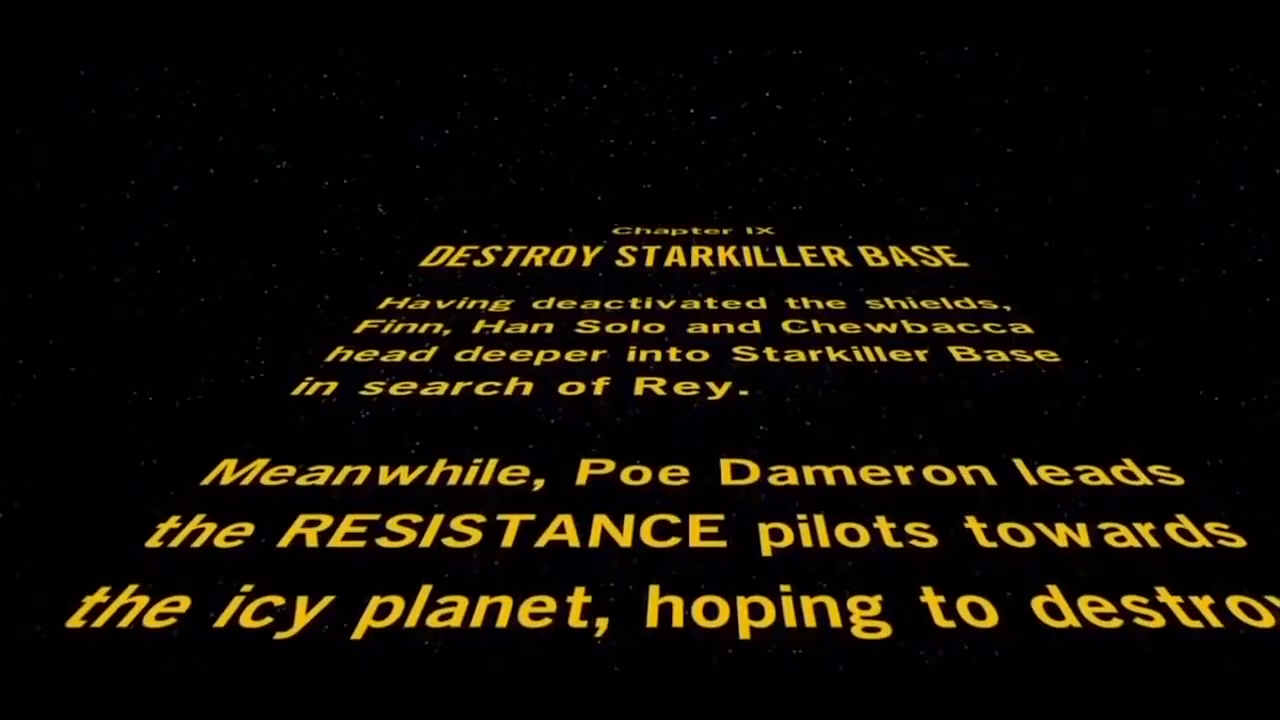 Chapter IX
DESTROY STARKILLER BASE
Having deactivated the shields,
Finn, Han Solo and Chewbacca
head deeper into Starkiller Base
in search of Rey.
Meanwhile, Poe Dameron leads
the RESISTANCE pilots towards
the icy planet, hoping to destroy